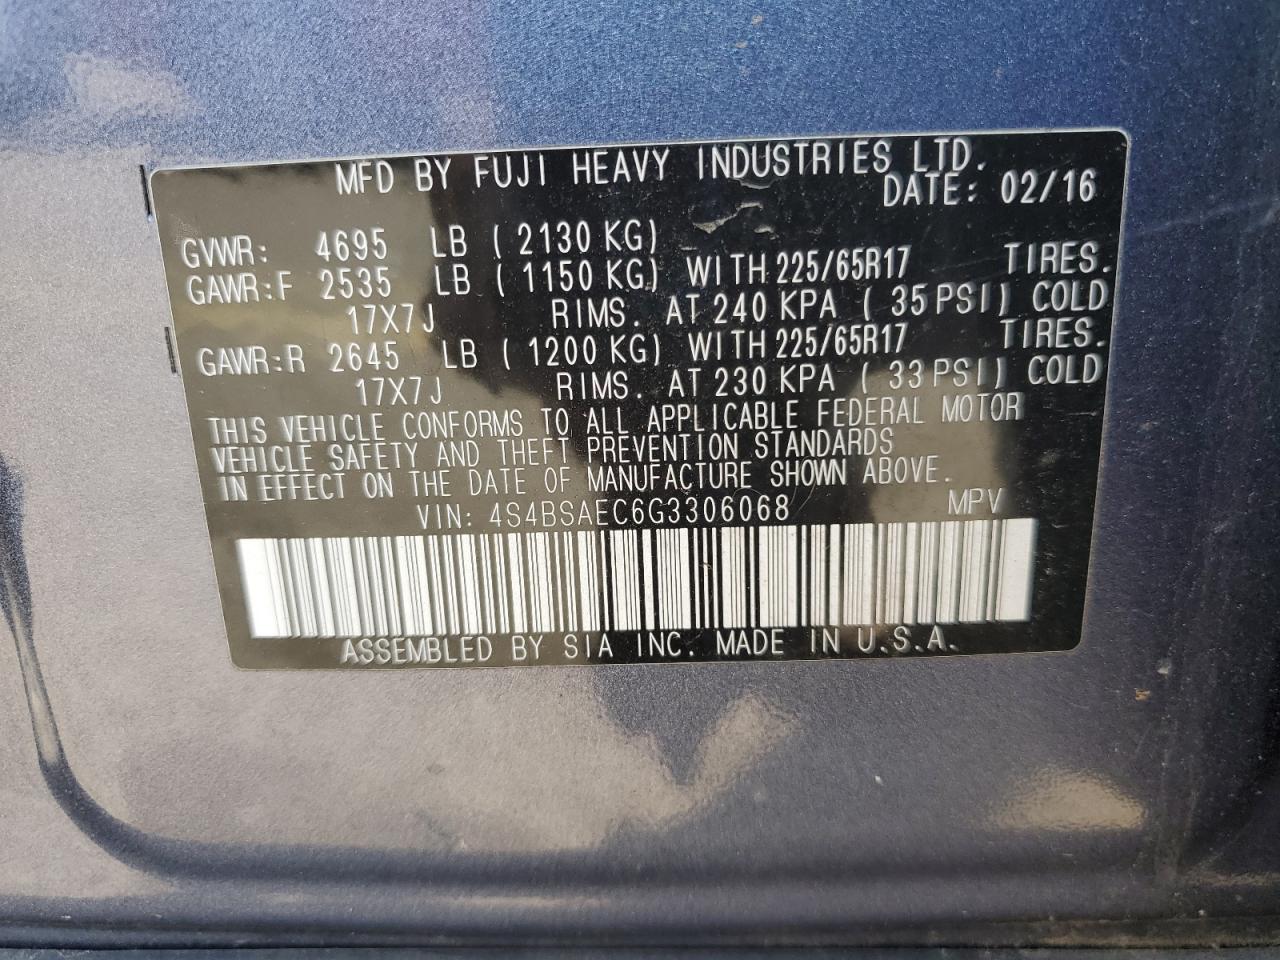 MFD BY FUJI HEAVY INDUSTRIES LTD.
DATE: 02/16
GVWR: 4695 LB ( 2130 KG)
GAWR:F 2535 LB ( 1150 KG) WITH 225/65R17 TIRES.
17X7J RIMS. AT 240 KPA ( 35 PSI) COLD
GAWR:R 2645 LB ( 1200 KG) WITH 225/65R17 TIRES.
17X7J RIMS. AT 230 KPA ( 33 PSI) COLD
THIS VEHICLE CONFORMS TO ALL APPLICABLE FEDERAL MOTOR
VEHICLE SAFETY AND THEFT PREVENTION STANDARDS
IN EFFECT ON THE DATE OF MANUFACTURE SHOWN ABOVE.
VIN: 4S4BSAEC6G3306068 MPV
ASSEMBLED BY SIA INC. MADE IN U.S.A.